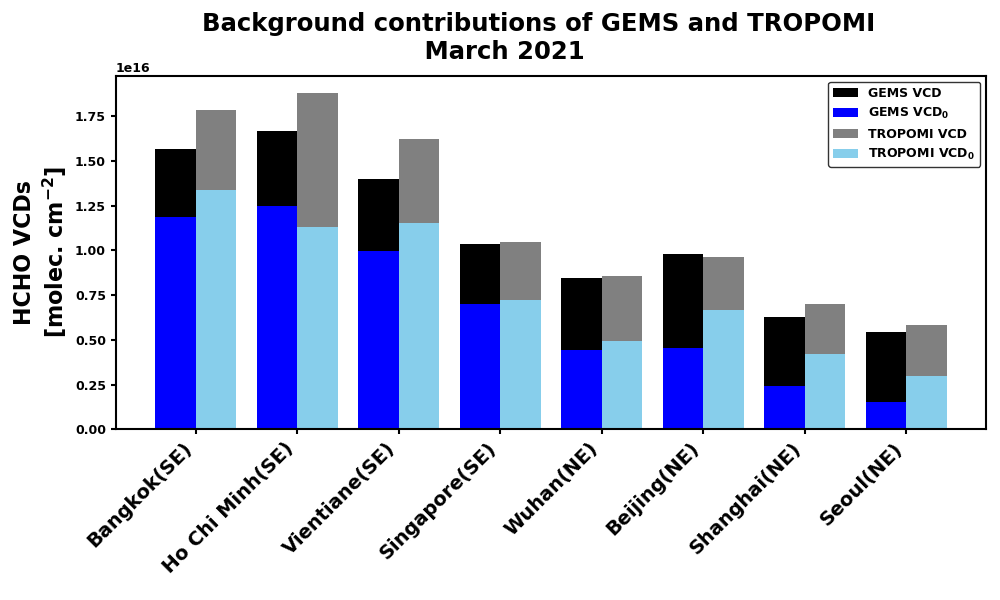 Background contributions of GEMS and TROPOMI
March 2021
1e16
GEMS VCD
GEMS VCD₀
TROPOMI VCD
TROPOMI VCD₀
HCHO VCDs
[molec. cm⁻²]
1.75
1.50
1.25
1.00
0.75
0.50
0.25
0.00
Bangkok(SE)
Ho Chi Minh(SE)
Vientiane(SE)
Singapore(SE)
Wuhan(NE)
Beijing(NE)
Shanghai(NE)
Seoul(NE)